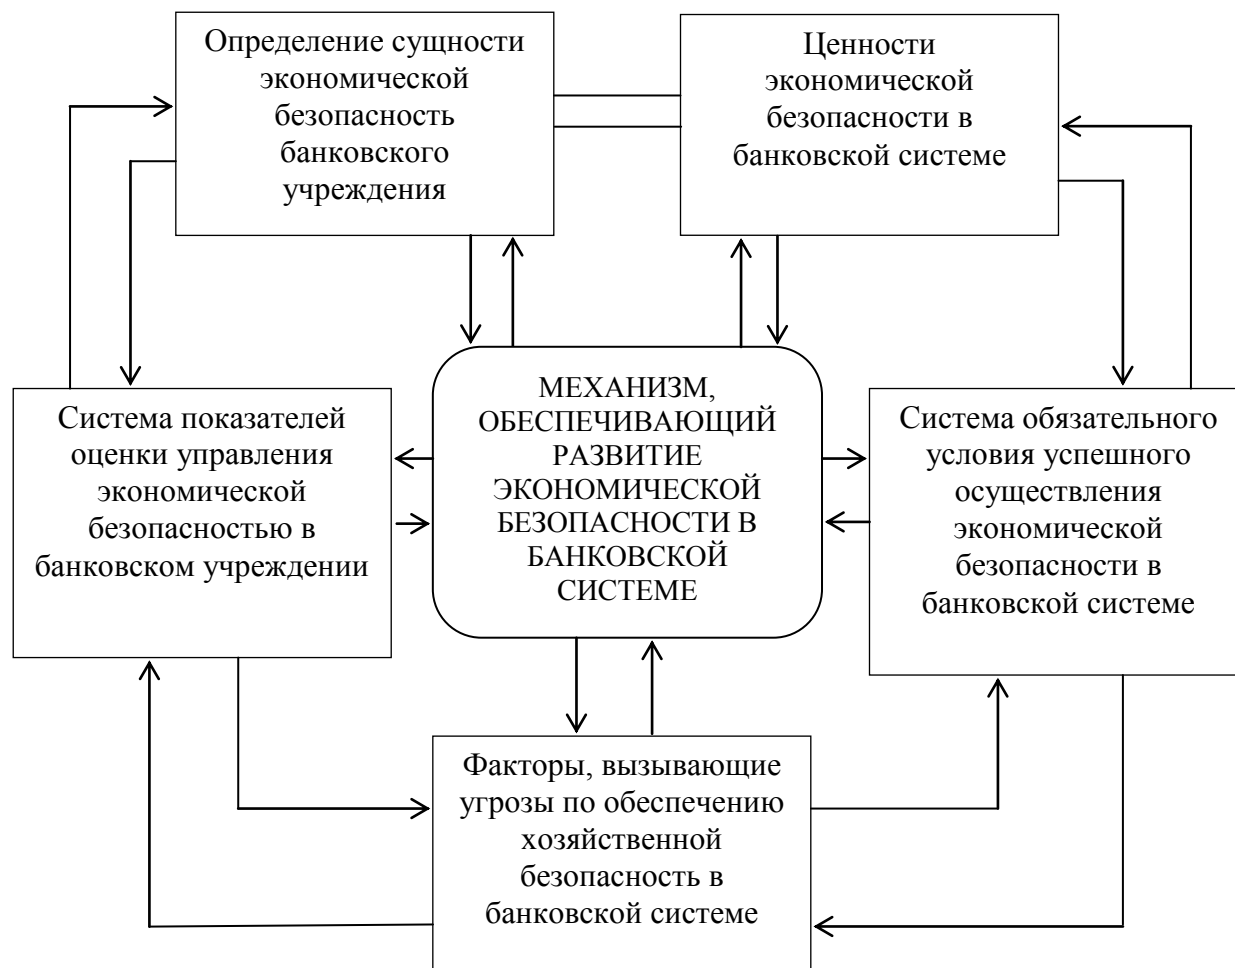 Определение сущности
экономической
безопасность
банковского
учреждения
Ценности
экономической
безопасности в
банковской системе
Система показателей
оценки управления
экономической
безопасностью в
банковском учреждении
МЕХАНИЗМ,
ОБЕСПЕЧИВАЮЩИЙ
РАЗВИТИЕ
ЭКОНОМИЧЕСКОЙ
БЕЗОПАСНОСТИ В
БАНКОВСКОЙ
СИСТЕМЕ
Система обязательного
условия успешного
осуществления
экономической
безопасности в
банковской системе
Факторы, вызывающие
угрозы по обеспечению
хозяйственной
безопасность в
банковской системе